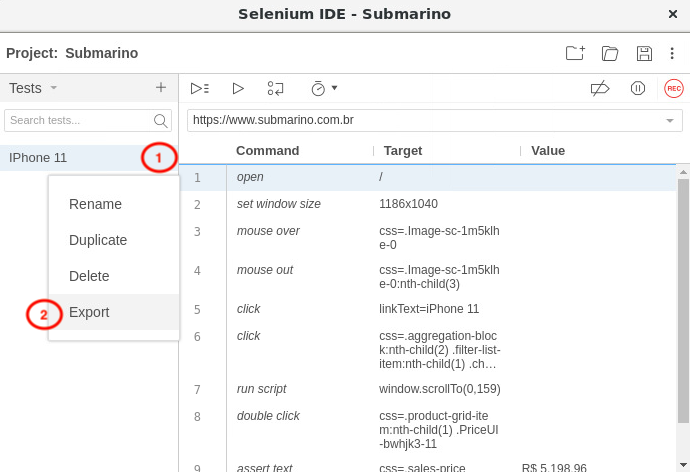 Selenium IDE - Submarino
Project: Submarino
Tests
REC
Search tests...
https://www.submarino.com.br
Command Target Value
IPhone 11
1
Rename
Duplicate
Delete
2
Export
1 open /
2 set window size 1186x1040
3 mouse over css=.Image-sc-1m5klh
e-0
4 mouse out css=.Image-sc-1m5klh
e-0:nth-child(3)
5 click linkText=iPhone 11
6 click css=.aggregation-bloc
k:nth-child(2) .filter-list-
item:nth-child(1) .ch…
7 run script window.scrollTo(0,159)
8 double click css=.product-grid-ite
m:nth-child(1) .PriceUI
-bwhjk3-11
9 assert text css=.sales-price R$ 5.198,96